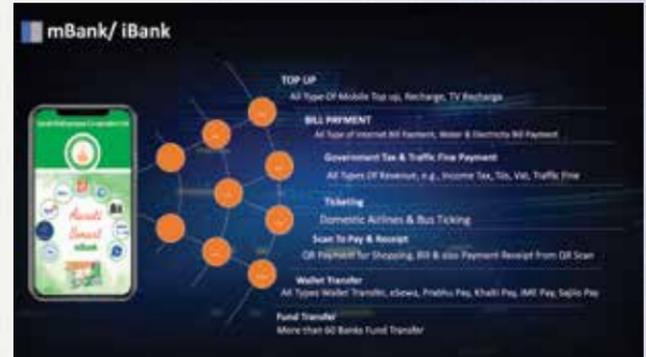 mBank/ iBank
TOP UP
All Type Of Mobile Top up, Recharge, TV Recharge
BILL PAYMENT
All Type of Internet Bill Payment, Water & Electricity Bill Payment
Government Tax & Traffic Fine Payment
All Types Of Revenue, e.g., Income Tax, Tds, Vat, Traffic Fine
Ticketing
Domestic Airlines & Bus Ticking
Scan To Pay & Receipt
QR Payment for Shopping, Bill & also Payment Receipt from QR Scan
Wallet Transfer
All Types Wallet Transfer, eSewa, Prabhu Pay, Khalti Pay, IME Pay, Sajilo Pay
Fund Transfer
More than 60 Banks Fund Transfer
Smart